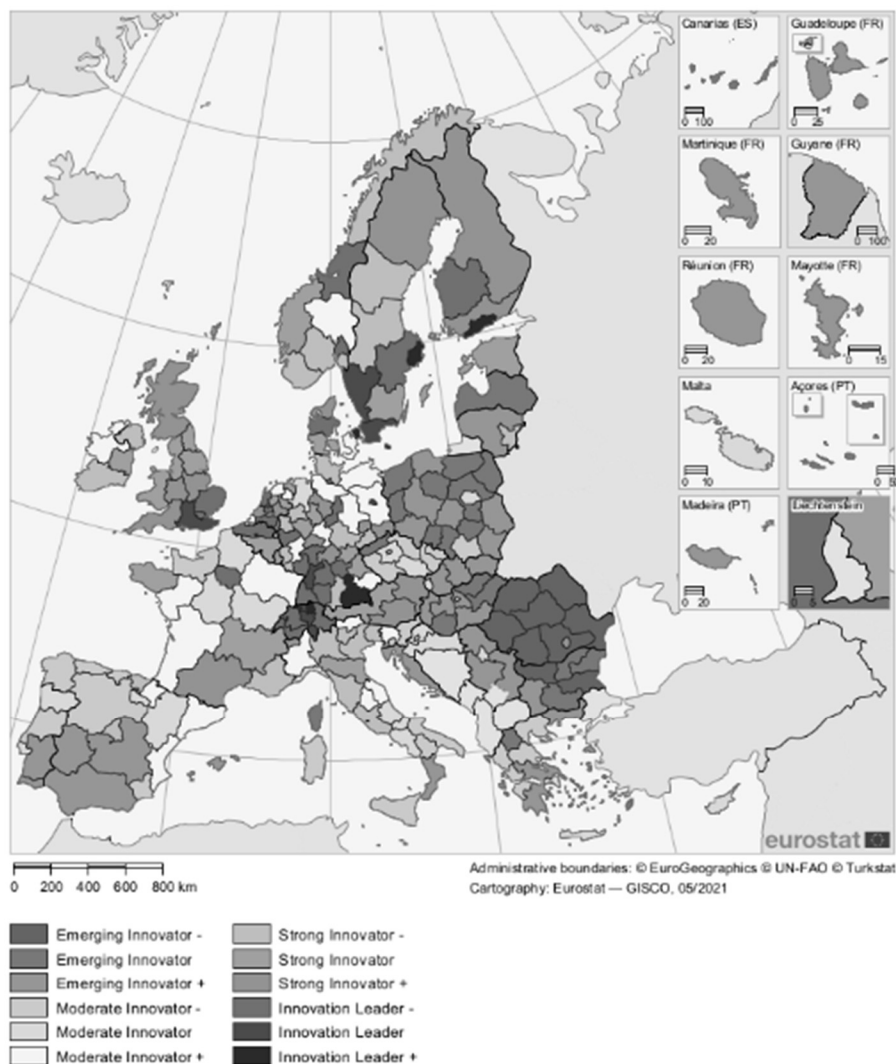 Canarias (ES)
0 100
Guadeloupe (FR)
0 25
Martinique (FR)
0 20
Guyane (FR)
0 100
Réunion (FR)
0 20
Mayotte (FR)
0 15
Malta
0 10
Açores (PT)
0 5
Madeira (PT)
0 20
Liechtenstein
0 5
eurostat
0 200 400 600 800 km
Administrative boundaries: © EuroGeographics © UN-FAO © Turkstat
Cartography: Eurostat — GISCO, 05/2021
Emerging Innovator -
Emerging Innovator
Emerging Innovator +
Moderate Innovator -
Moderate Innovator
Moderate Innovator +
Strong Innovator -
Strong Innovator
Strong Innovator +
Innovation Leader -
Innovation Leader
Innovation Leader +